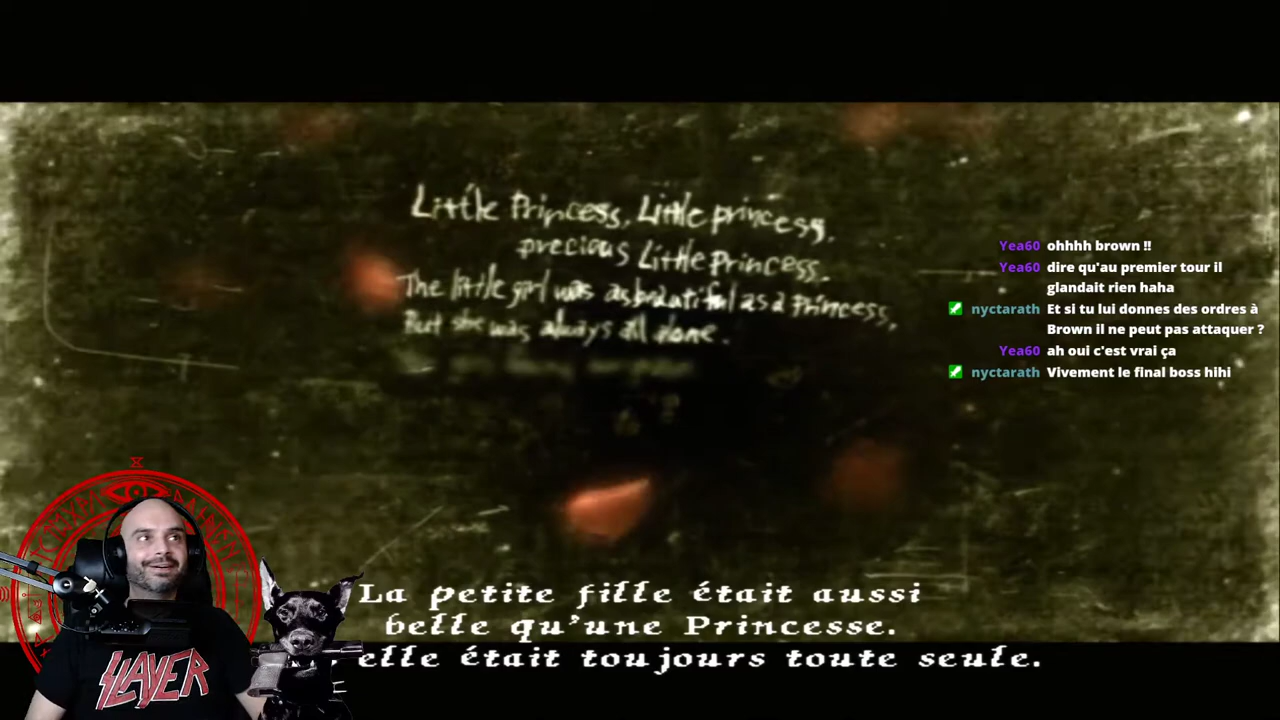 Little Princess, Little princess,
precious Little Princess.
The little girl was as beautiful as a Princess,
But she was always all alone.
Yea60 ohhhh brown !!
Yea60 dire qu'au premier tour il
glandait rien haha
nyctarath Et si tu lui donnes des ordres à
Brown il ne peut pas attaquer ?
Yea60 ah oui c'est vrai ça
nyctarath Vivement le final boss hihi
La petite fille était aussi
belle qu'une Princesse.
elle était toujours toute seule.
SLAYER